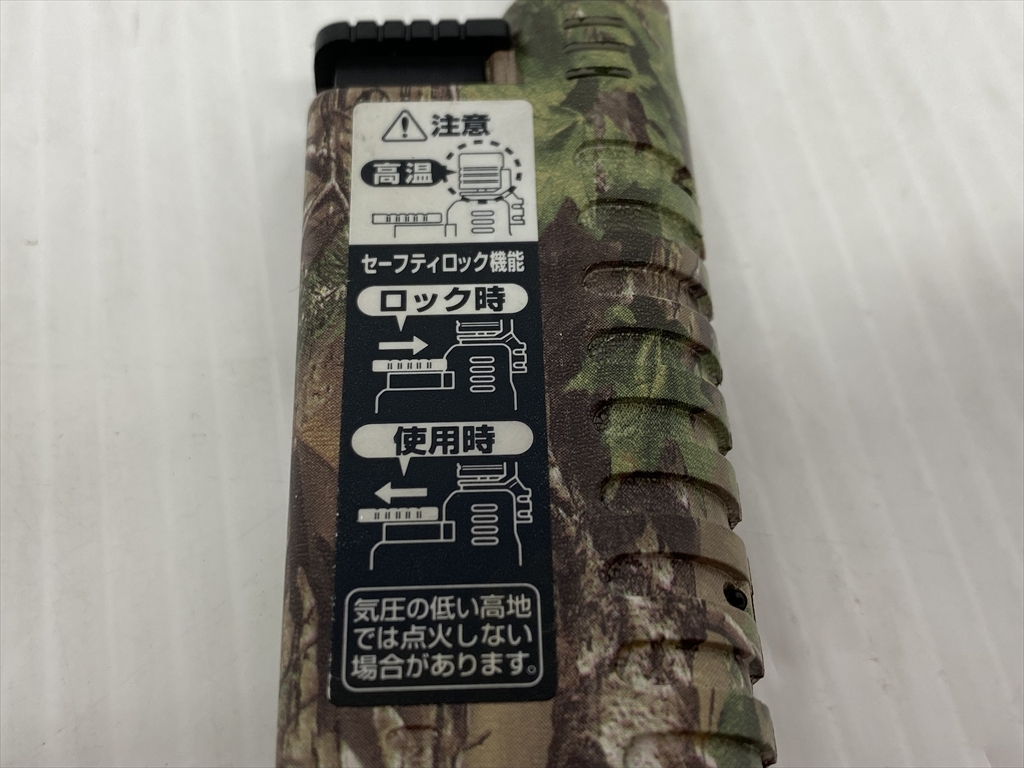 注意
高温
セーフティロック機能
ロック時
使用時
気圧の低い高地
では点火しない
場合があります。